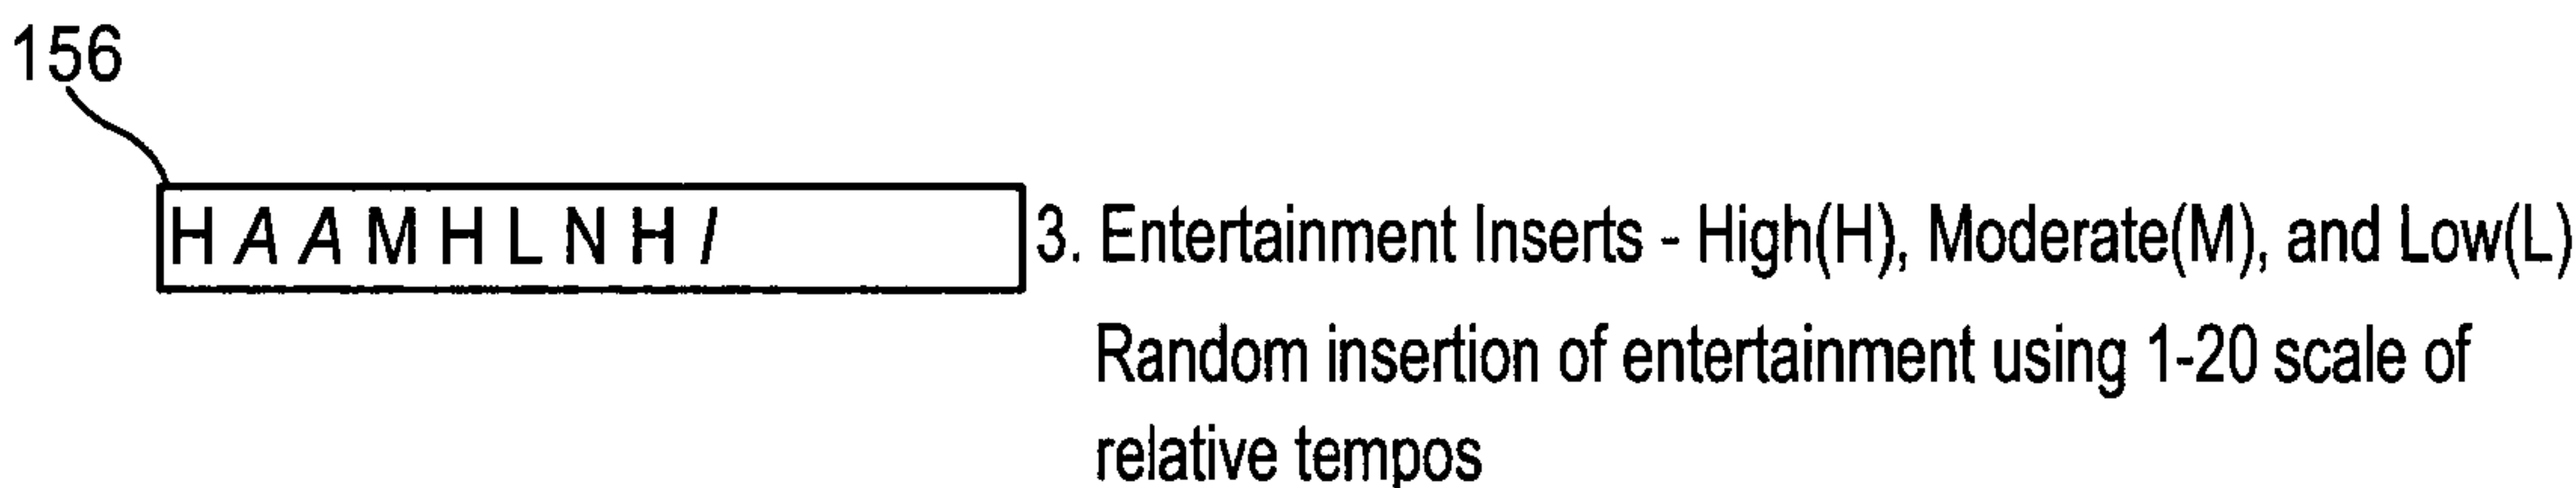 156
H A A M H L N H I
3. Entertainment Inserts - High(H), Moderate(M), and Low(L)
Random insertion of entertainment using 1-20 scale of
relative tempos